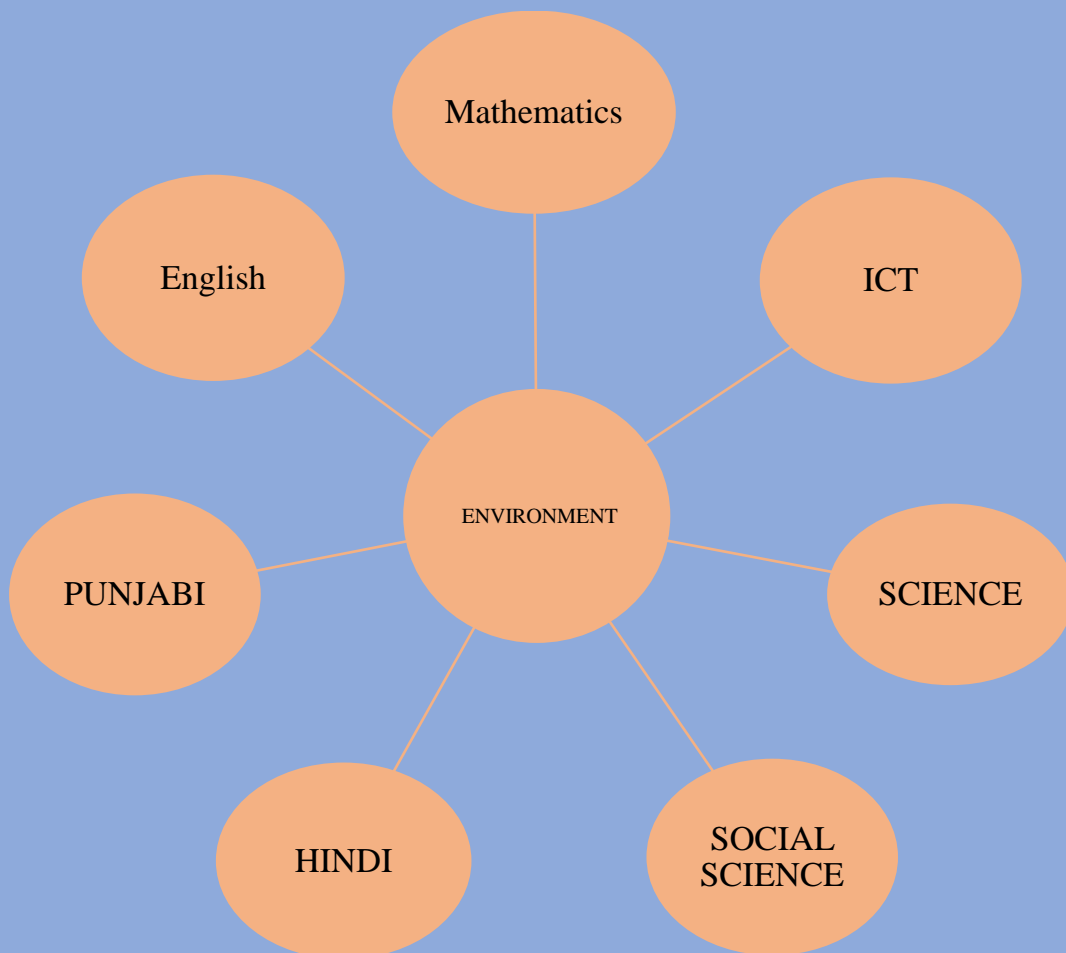 Mathematics
English
ICT
ENVIRONMENT
PUNJABI
SCIENCE
HINDI
SOCIAL
SCIENCE